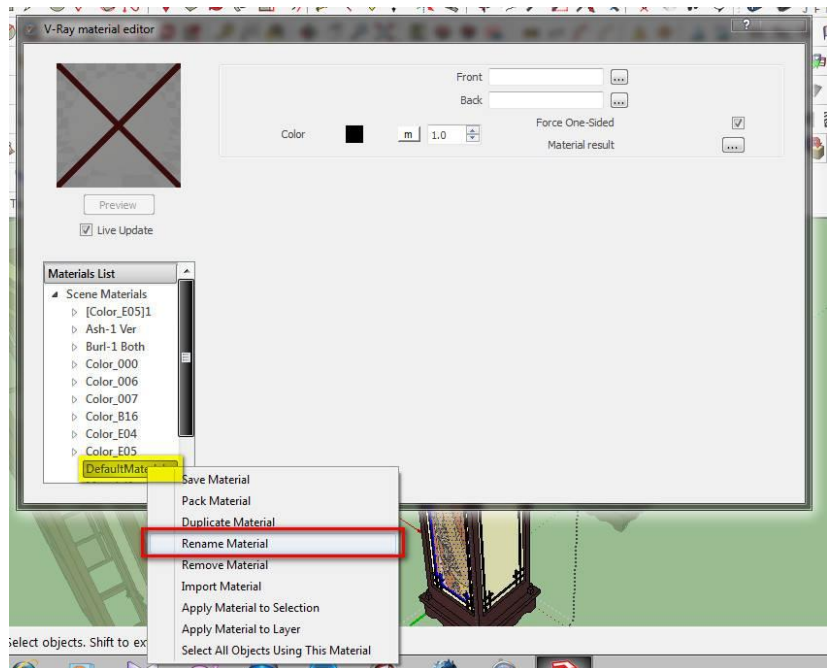 V-Ray material editor
?
Front
...
Back
...
Force One-Sided
Color
m
1.0
Material result
...
Preview
Live Update
Materials List
Scene Materials
[Color_E05]1
Ash-1 Ver
Burl-1 Both
Color_000
Color_006
Color_007
Color_B16
Color_E04
Color_E05
Save Material
Pack Material
Duplicate Material
Rename Material
Remove Material
Import Material
Apply Material to Selection
Apply Material to Layer
Select All Objects Using This Material
Select objects. Shift to